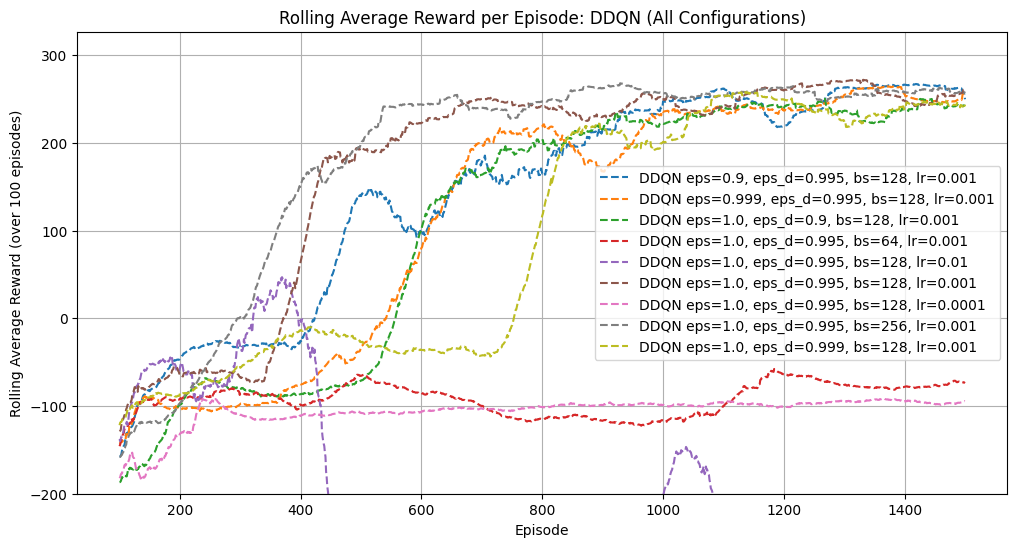 Rolling Average Reward per Episode: DDQN (All Configurations)
Rolling Average Reward (over 100 episodes)
300
200
100
0
−100
−200
DDQN eps=0.9, eps_d=0.995, bs=128, lr=0.001
DDQN eps=0.999, eps_d=0.995, bs=128, lr=0.001
DDQN eps=1.0, eps_d=0.9, bs=128, lr=0.001
DDQN eps=1.0, eps_d=0.995, bs=64, lr=0.001
DDQN eps=1.0, eps_d=0.995, bs=128, lr=0.01
DDQN eps=1.0, eps_d=0.995, bs=128, lr=0.001
DDQN eps=1.0, eps_d=0.995, bs=128, lr=0.0001
DDQN eps=1.0, eps_d=0.995, bs=256, lr=0.001
DDQN eps=1.0, eps_d=0.999, bs=128, lr=0.001
200 400 600 800 1000 1200 1400
Episode